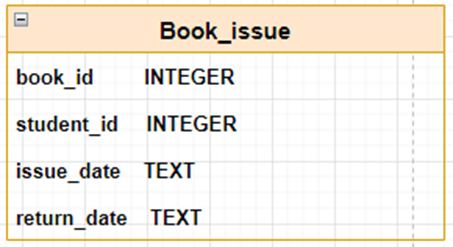 Book_issue
book_id INTEGER
student_id INTEGER
issue_date TEXT
return_date TEXT